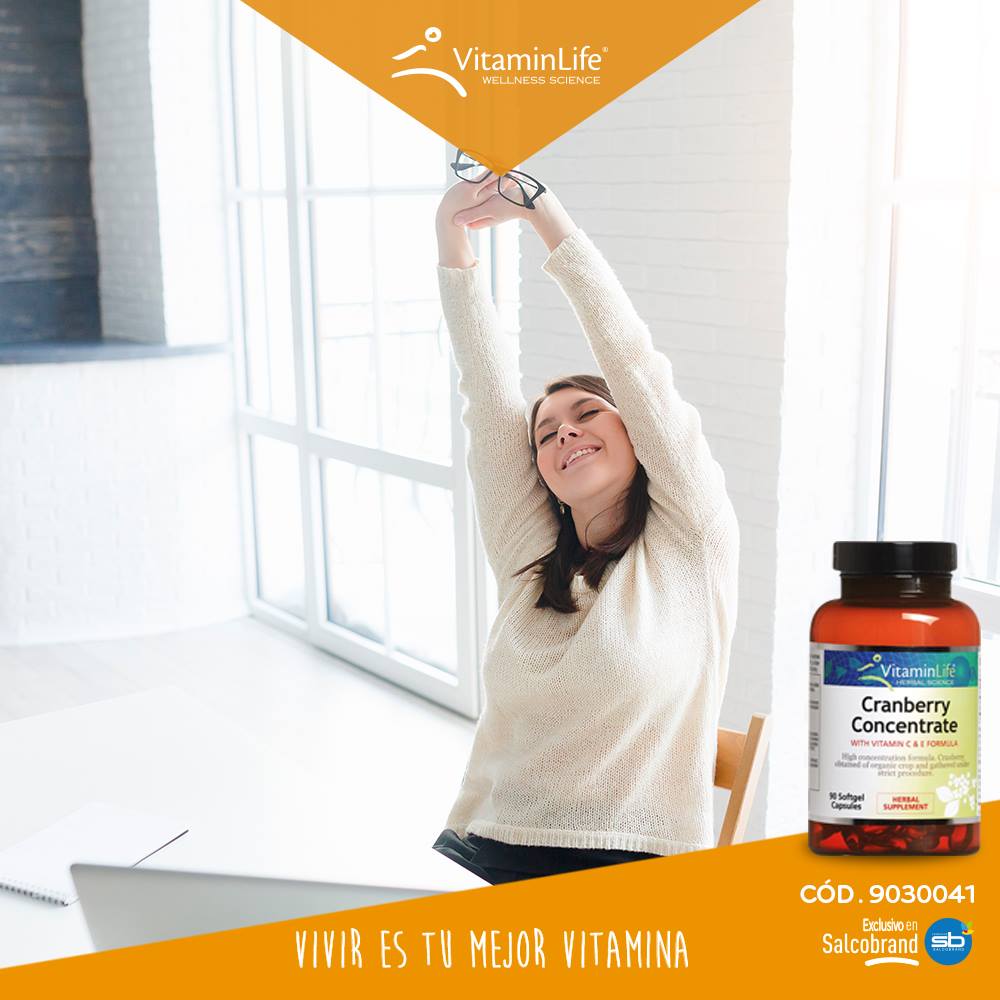 VitaminLife®
WELLNESS SCIENCE
VitaminLife®
HERBAL SCIENCE
Cranberry
Concentrate
WITH VITAMIN C & E FORMULA
High concentration formula. Cranberry
obtained of organic crop and gathered under
strict procedure.
90 Softgel
Capsules
HERBAL
SUPPLEMENT
CÓD. 9030041
Exclusivo en
Salcobrand
sb
SALCOBRAND
VIVIR ES TU MEJOR VITAMINA